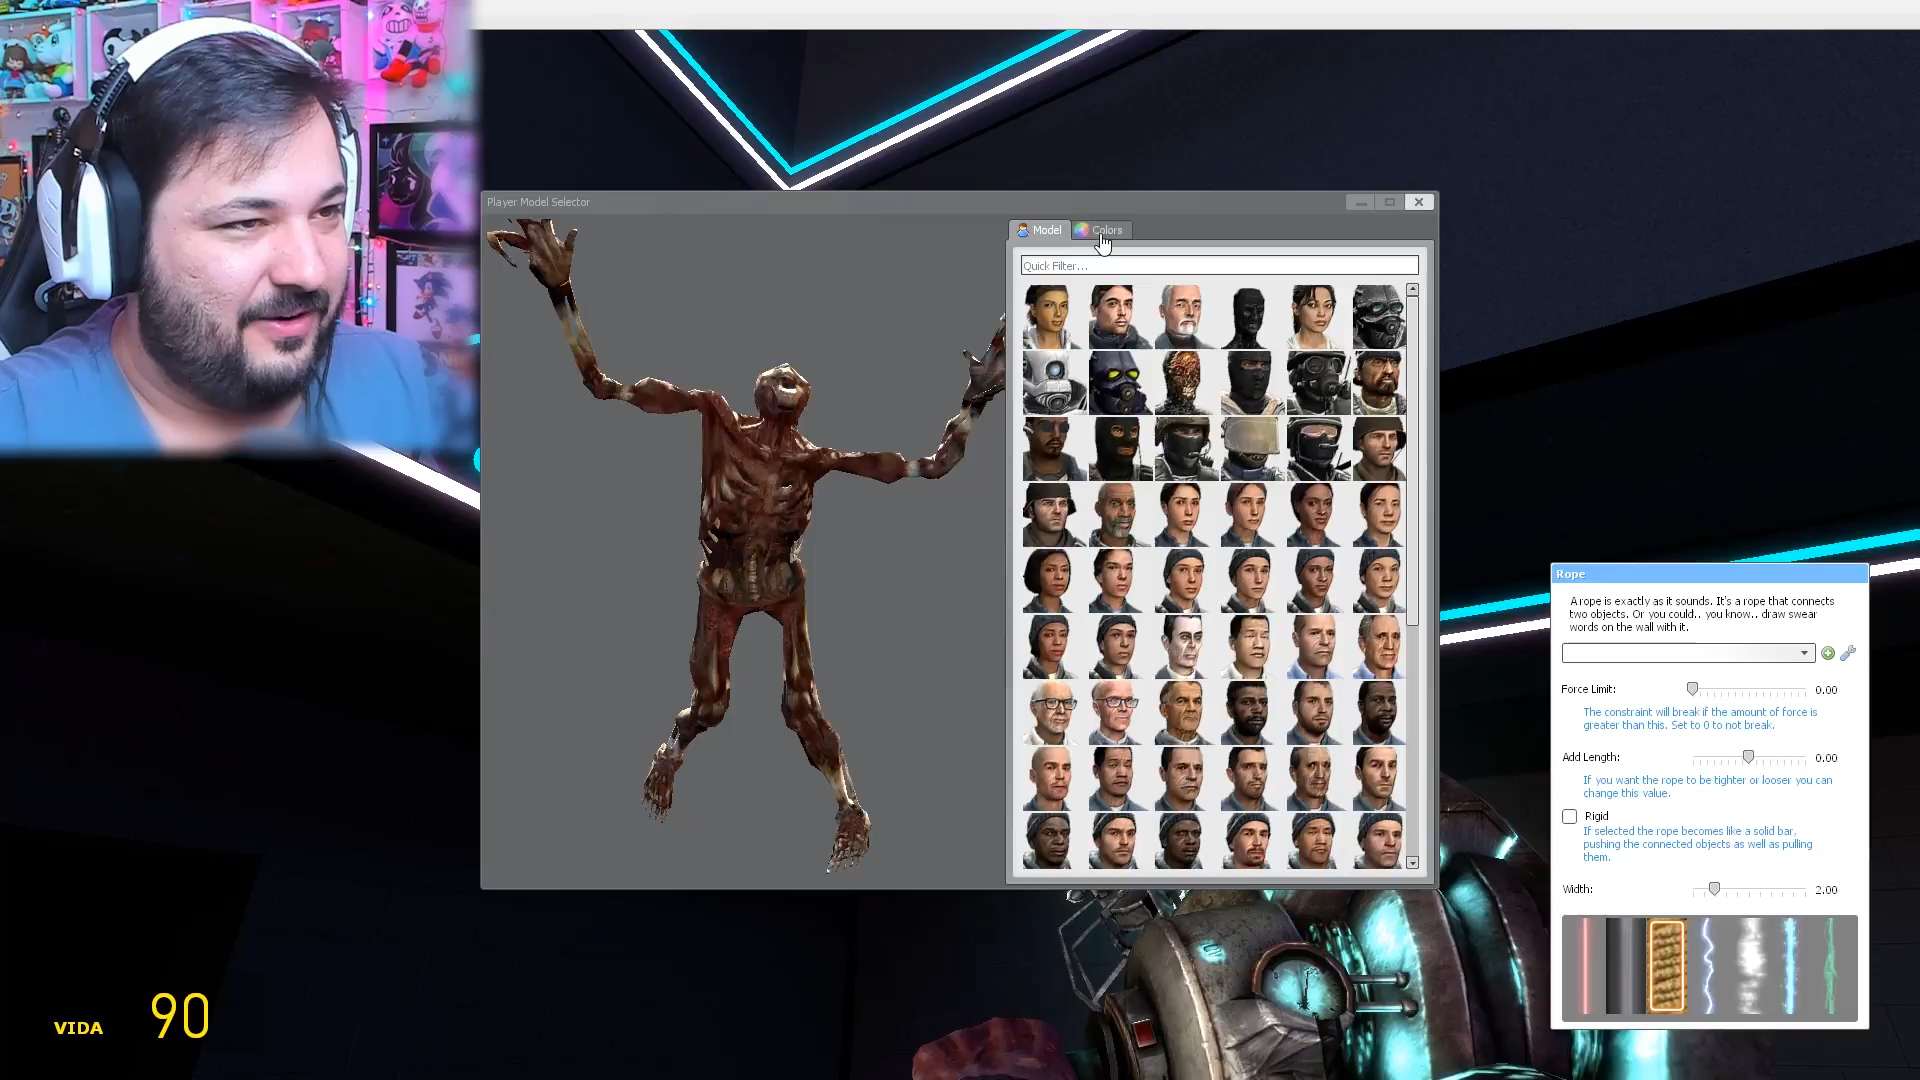 Player Model Selector
Model
Colors
Quick Filter...
Rope
A rope is exactly as it sounds. It's a rope that connects
two objects. Or you could.. you know.. draw swear
words on the wall with it.
Force Limit:
0.00
The constraint will break if the amount of force is
greater than this. Set to 0 to not break.
Add Length:
0.00
If you want the rope to be tighter or looser you can
change this value.
Rigid
If selected the rope becomes like a solid bar,
pushing the connected objects as well as pulling
them.
Width:
2.00
VIDA 90